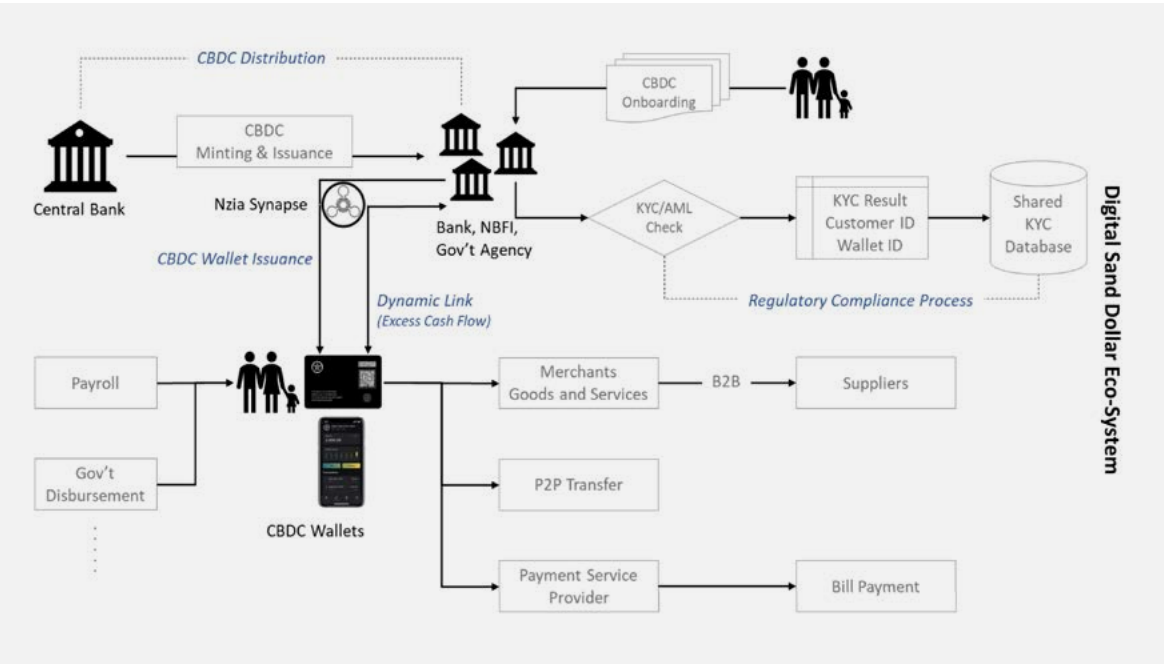 CBDC Distribution
CBDC
Onboarding
CBDC
Minting & Issuance
Central Bank
Nzia Synapse
Bank, NBFI,
Gov't Agency
KYC/AML
Check
KYC Result
Customer ID
Wallet ID
Shared
KYC
Database
CBDC Wallet Issuance
Dynamic Link
(Excess Cash Flow)
Regulatory Compliance Process
Digital Sand Dollar Eco-System
Payroll
Gov't
Disbursement
CBDC Wallets
Merchants
Goods and Services
B2B
Suppliers
P2P Transfer
Payment Service
Provider
Bill Payment